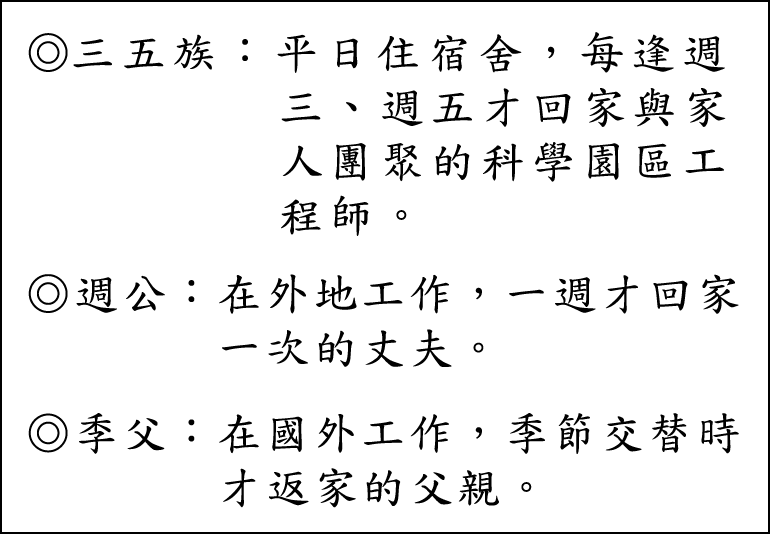 ◎三五族：平日住宿舍，每逢週
三、週五才回家與家
人團聚的科學園區工
程師。
◎週公：在外地工作，一週才回家
一次的丈夫。
◎季父：在國外工作，季節交替時
才返家的父親。